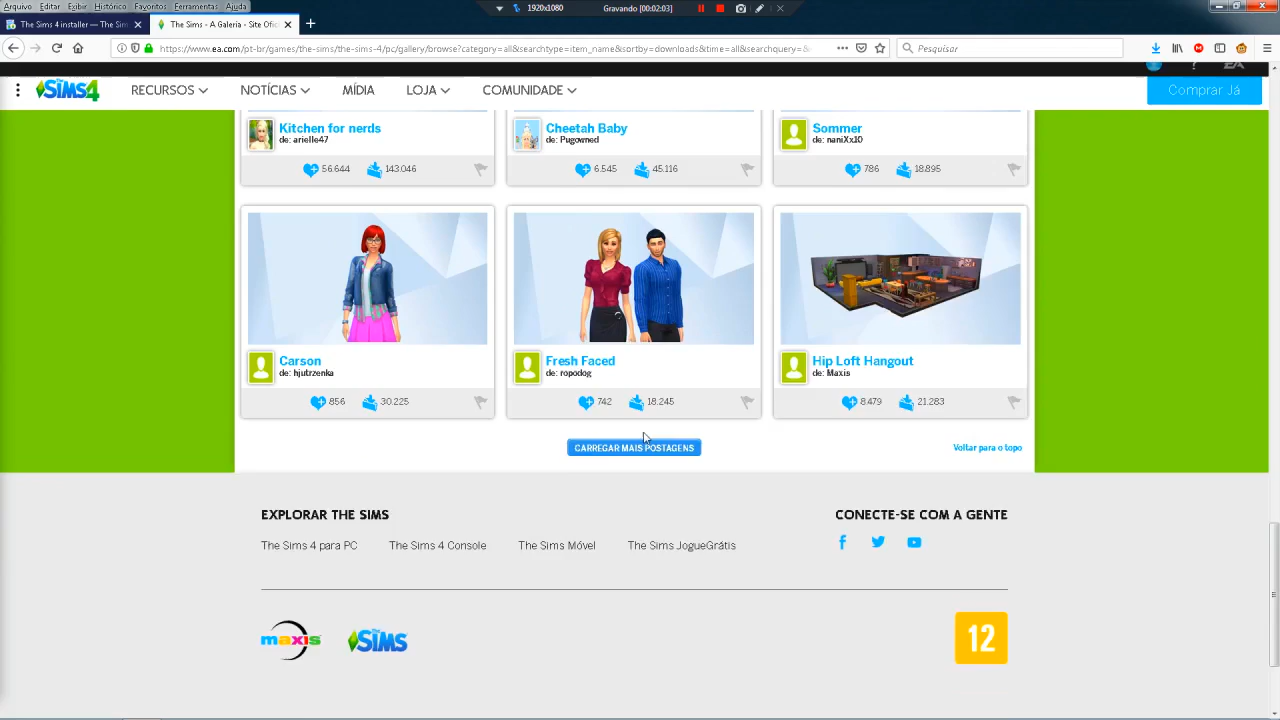 Arquivo Editar Exibir Histórico Favoritos Ferramentas Ajuda
1920x1080 Gravando [00:02:03]
The Sims 4 installer — The Sim
The Sims - A Galeria - Site Ofic
https://www.ea.com/pt-br/games/the-sims/the-sims-4/pc/gallery/browse?category=all&searchtype=item_name&sortby=downloads&time=all&searchquery=&
Pesquisar
The SIMS4
RECURSOS
NOTÍCIAS
MÍDIA
LOJA
COMUNIDADE
Comprar Já
Kitchen for nerds
de: arielle47
56.644 143.046
Cheetah Baby
de: Pugowned
6.545 45.116
Sommer
de: naniXx10
786 18.895
Carson
de: hjutrzenka
856 30.225
Fresh Faced
de: ropodog
742 18.245
Hip Loft Hangout
de: Maxis
8.479 21.283
CARREGAR MAIS POSTAGENS
Voltar para o topo
EXPLORAR THE SIMS
The Sims 4 para PC
The Sims 4 Console
The Sims Móvel
The Sims JogueGrátis
CONECTE-SE COM A GENTE
maxis
The SIMS
12